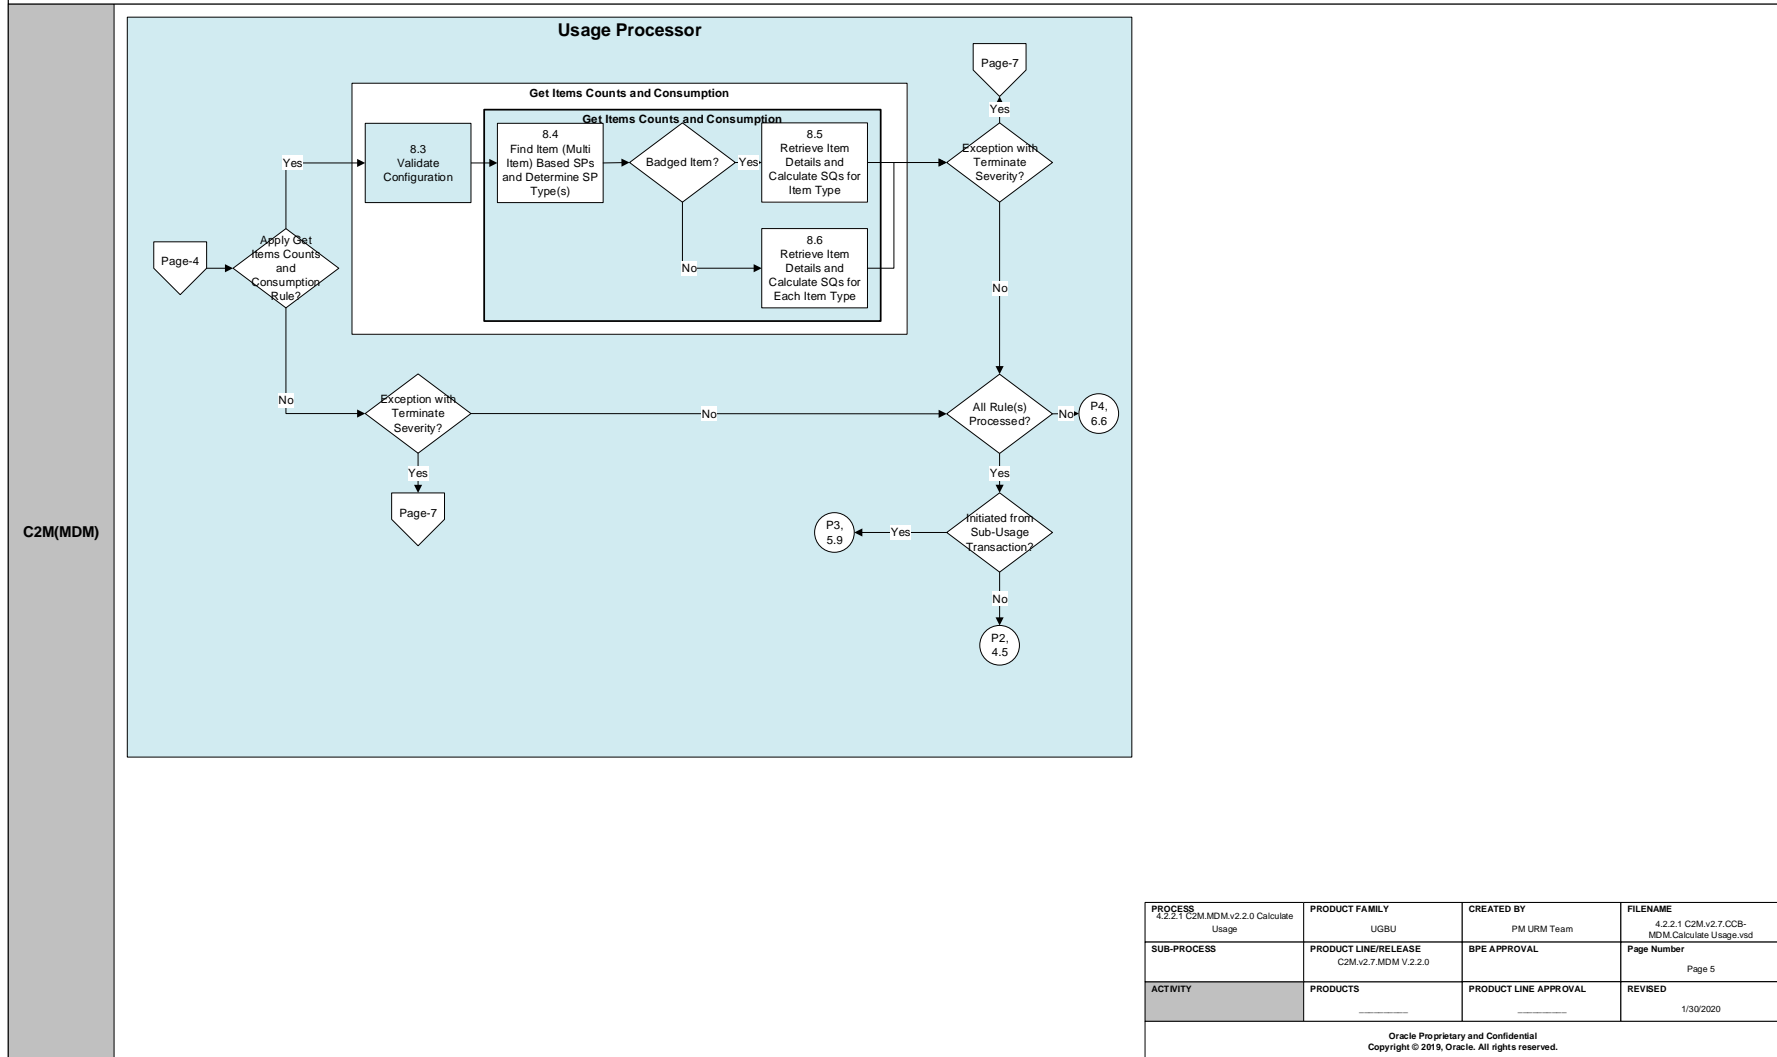 Usage Processor
Page-7
Get Items Counts and Consumption
Yes
Get Items Counts and Consumption
8.3
Validate
Configuration
8.4
Find Item (Multi
Item) Based SPs
and Determine SP
Type(s)
Badged Item?
Yes
8.5
Retrieve Item
Details and
Calculate SQs for
Item Type
Exception with
Terminate
Severity?
Yes
Page-4
Apply Get
Items Counts
and
Consumption
Rule?
No
8.6
Retrieve Item
Details and
Calculate SQs for
Each Item Type
No
No
Exception with
Terminate
Severity?
No
All Rule(s)
Processed?
No
P4,
6.6
Yes
Yes
Page-7
C2M(MDM)
P3,
5.9
Yes
Initiated from
Sub-Usage
Transaction?
No
P2,
4.5
PROCESS
4.2.2.1 C2M.MDM.v2.2.0 Calculate
Usage
PRODUCT FAMILY
UGBU
CREATED BY
PM URM Team
FILENAME
4.2.2.1 C2M.v2.7.CCB-
MDM.Calculate Usage.vsd
SUB-PROCESS
PRODUCT LINE/RELEASE
C2M.v2.7.MDM V.2.2.0
BPE APPROVAL
Page Number
Page 5
ACTIVITY
PRODUCTS
PRODUCT LINE APPROVAL
REVISED
1/30/2020
Oracle Proprietary and Confidential
Copyright © 2019, Oracle. All rights reserved.